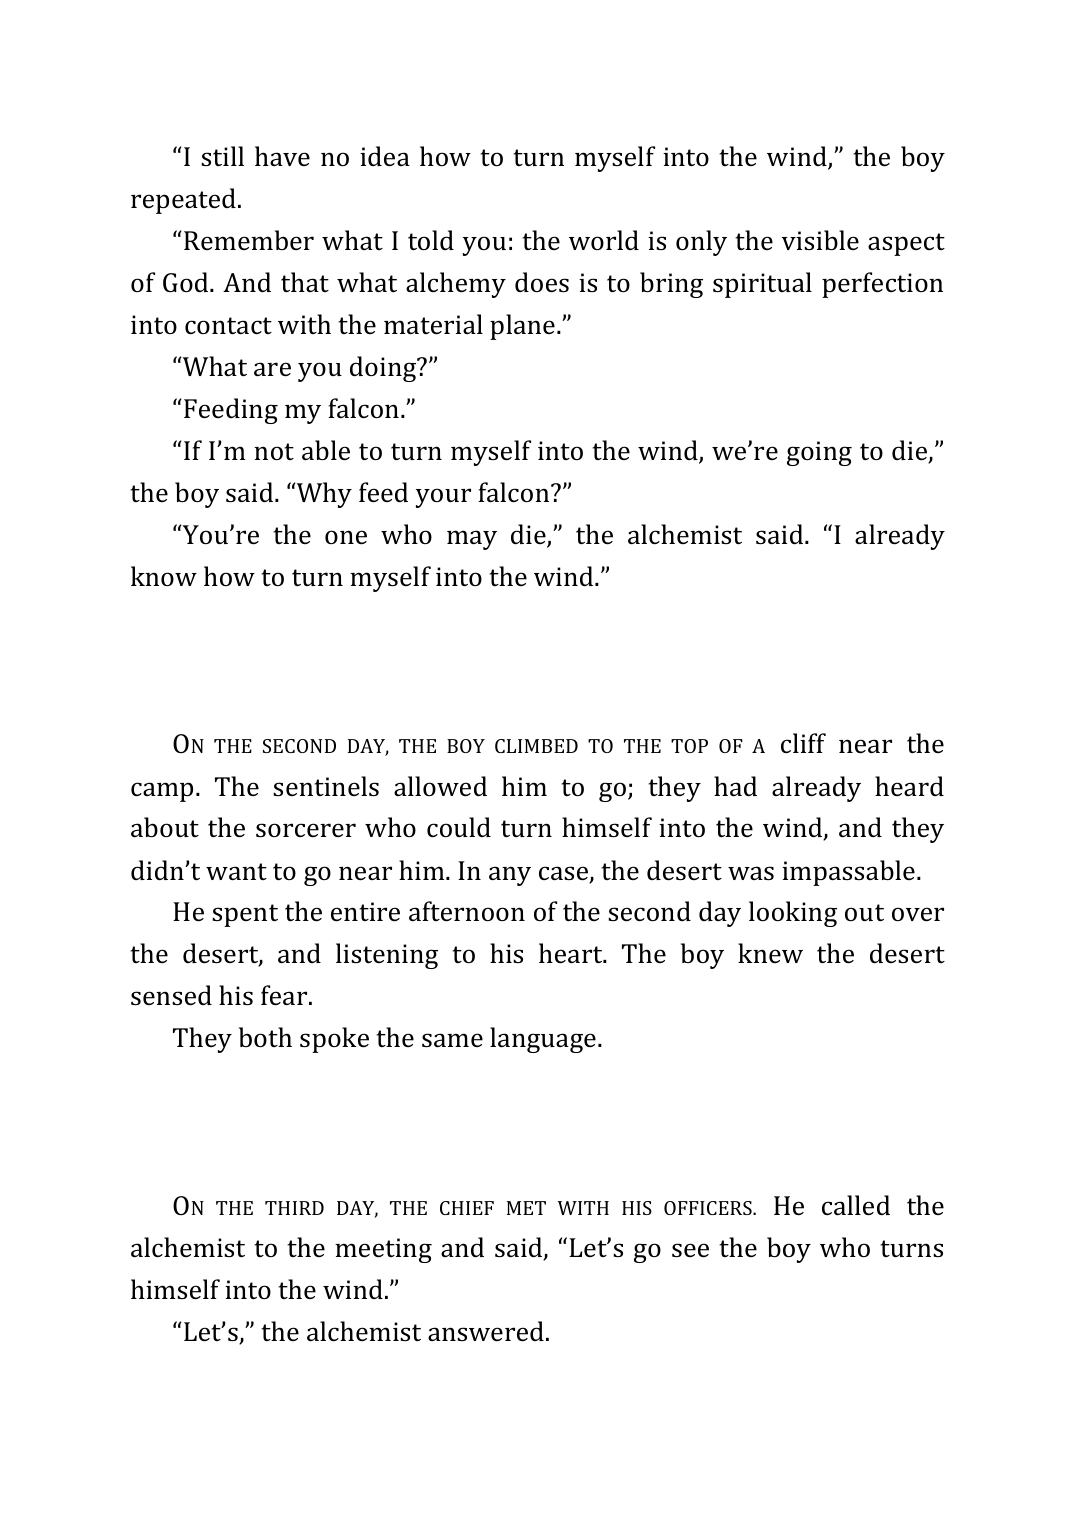 “I still have no idea how to turn myself into the wind,” the boy
repeated.
“Remember what I told you: the world is only the visible aspect
of God. And that what alchemy does is to bring spiritual perfection
into contact with the material plane.”
“What are you doing?”
“Feeding my falcon.”
“If I’m not able to turn myself into the wind, we’re going to die,”
the boy said. “Why feed your falcon?”
“You’re the one who may die,” the alchemist said. “I already
know how to turn myself into the wind.”
ON THE SECOND DAY, THE BOY CLIMBED TO THE TOP OF A cliff near the
camp. The sentinels allowed him to go; they had already heard
about the sorcerer who could turn himself into the wind, and they
didn’t want to go near him. In any case, the desert was impassable.
He spent the entire afternoon of the second day looking out over
the desert, and listening to his heart. The boy knew the desert
sensed his fear.
They both spoke the same language.
ON THE THIRD DAY, THE CHIEF MET WITH HIS OFFICERS. He called the
alchemist to the meeting and said, “Let’s go see the boy who turns
himself into the wind.”
“Let’s,” the alchemist answered.